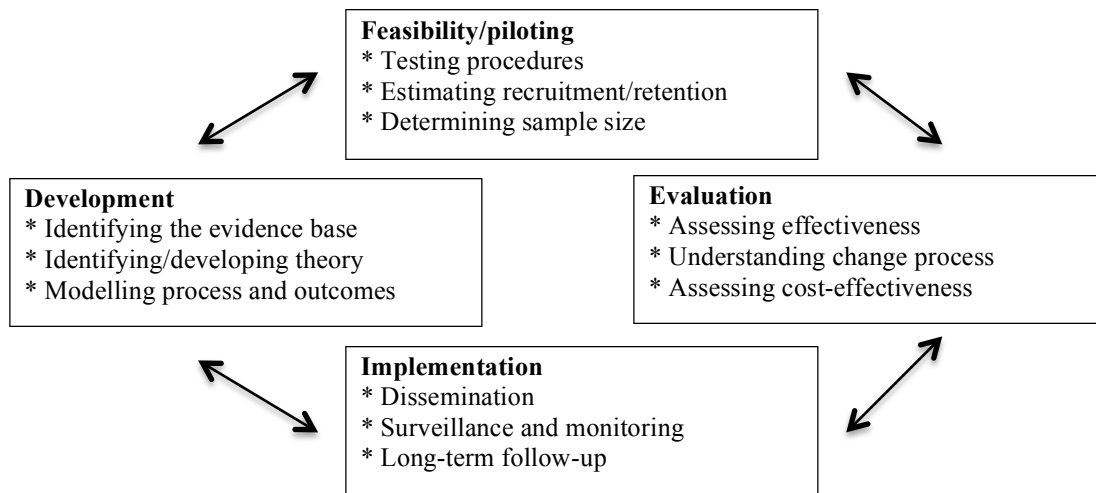 Feasibility/piloting
* Testing procedures
* Estimating recruitment/retention
* Determining sample size
Development
* Identifying the evidence base
* Identifying/developing theory
* Modelling process and outcomes
Evaluation
* Assessing effectiveness
* Understanding change process
* Assessing cost-effectiveness
Implementation
* Dissemination
* Surveillance and monitoring
* Long-term follow-up